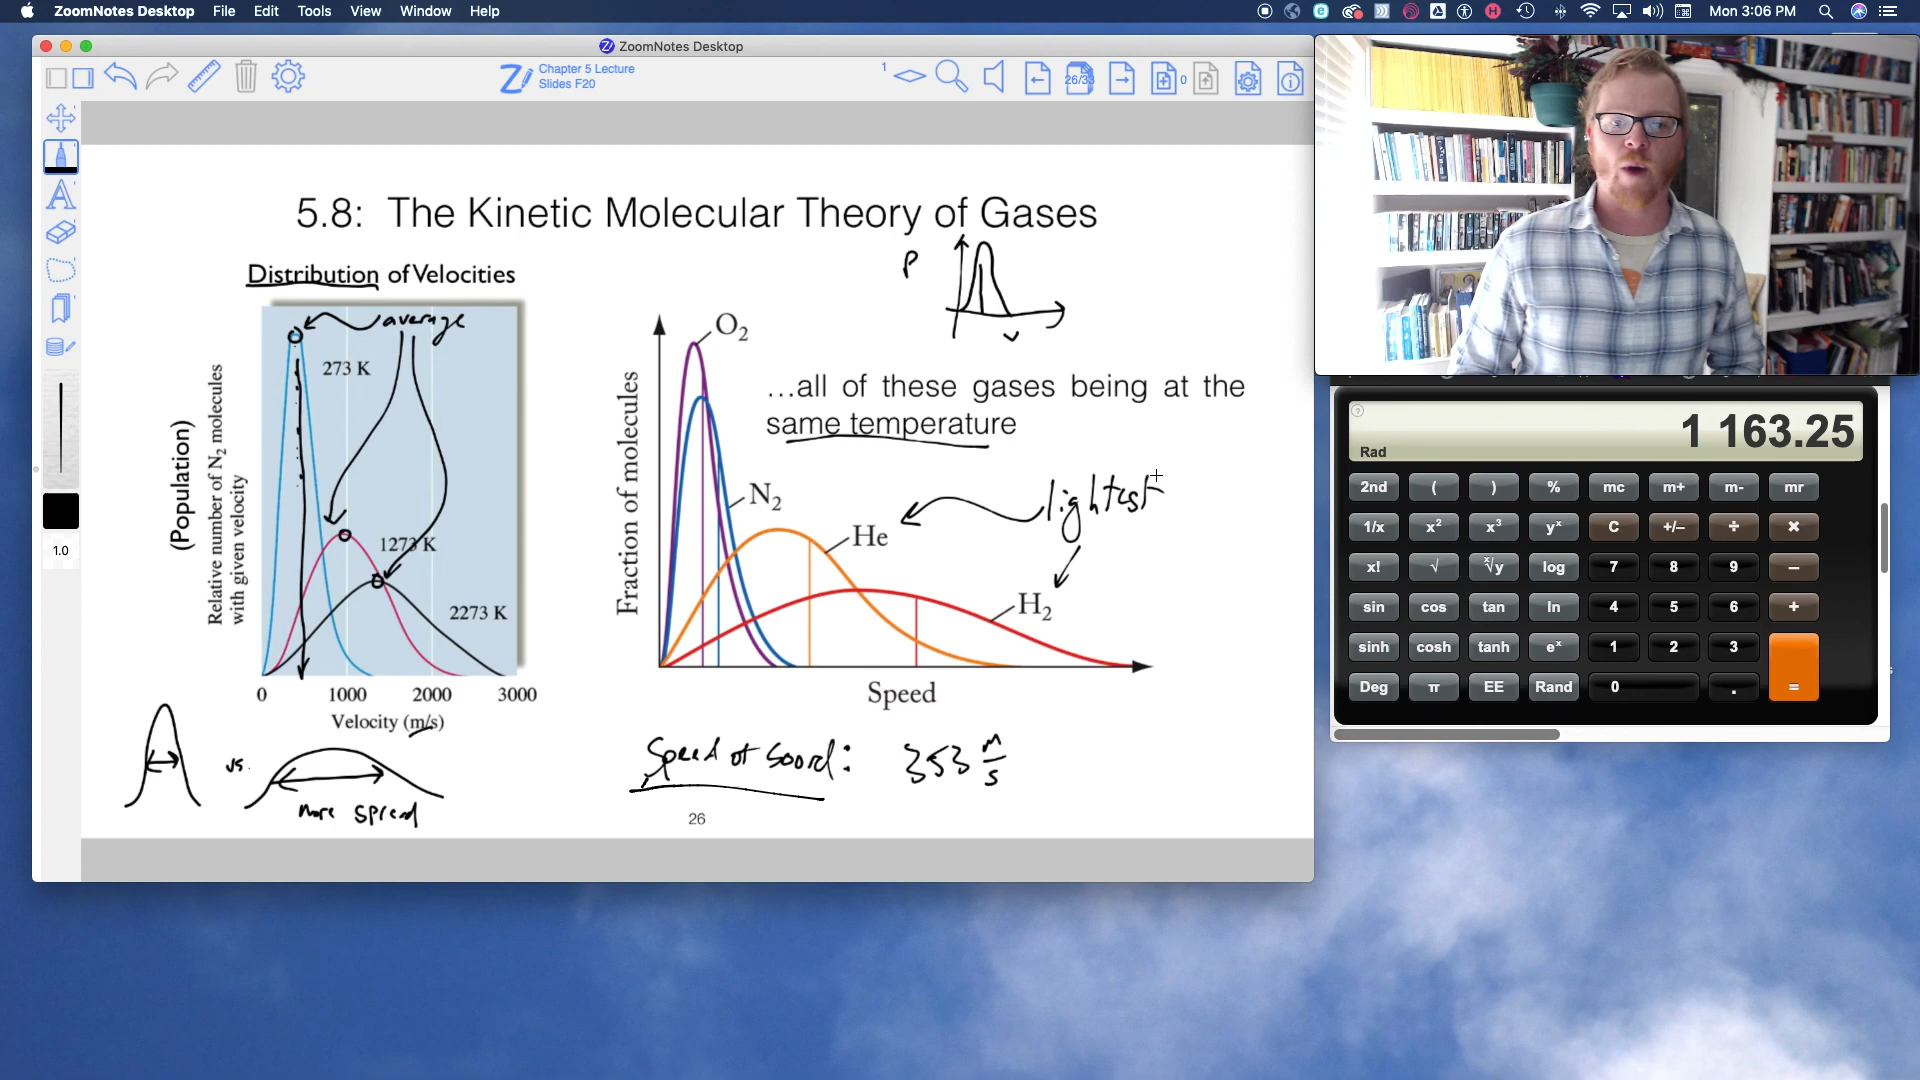 ZoomNotes Desktop File Edit Tools View Window Help
Mon 3:06 PM
ZoomNotes Desktop
Chapter 5 Lecture
Slides F20
1
26/33
0
1.0
5.8: The Kinetic Molecular Theory of Gases
Distribution of Velocities
average
273 K
1273 K
2273 K
(Population)
Relative number of N2 molecules
with given velocity
0 1000 2000 3000
Velocity (m/s)
vs.
more spread
P
v
O2
...all of these gases being at the
same temperature
N2
He
lightest
H2
Fraction of molecules
Speed
Speed of Sound: 353 m/s
26
1 163.25
Rad
2nd ( ) % mc m+ m- mr
1/x x² x³ yˣ C +/– ÷ ×
x! √ ˣ√y log 7 8 9 −
sin cos tan ln 4 5 6 +
sinh cosh tanh eˣ 1 2 3
Deg π EE Rand 0 . =